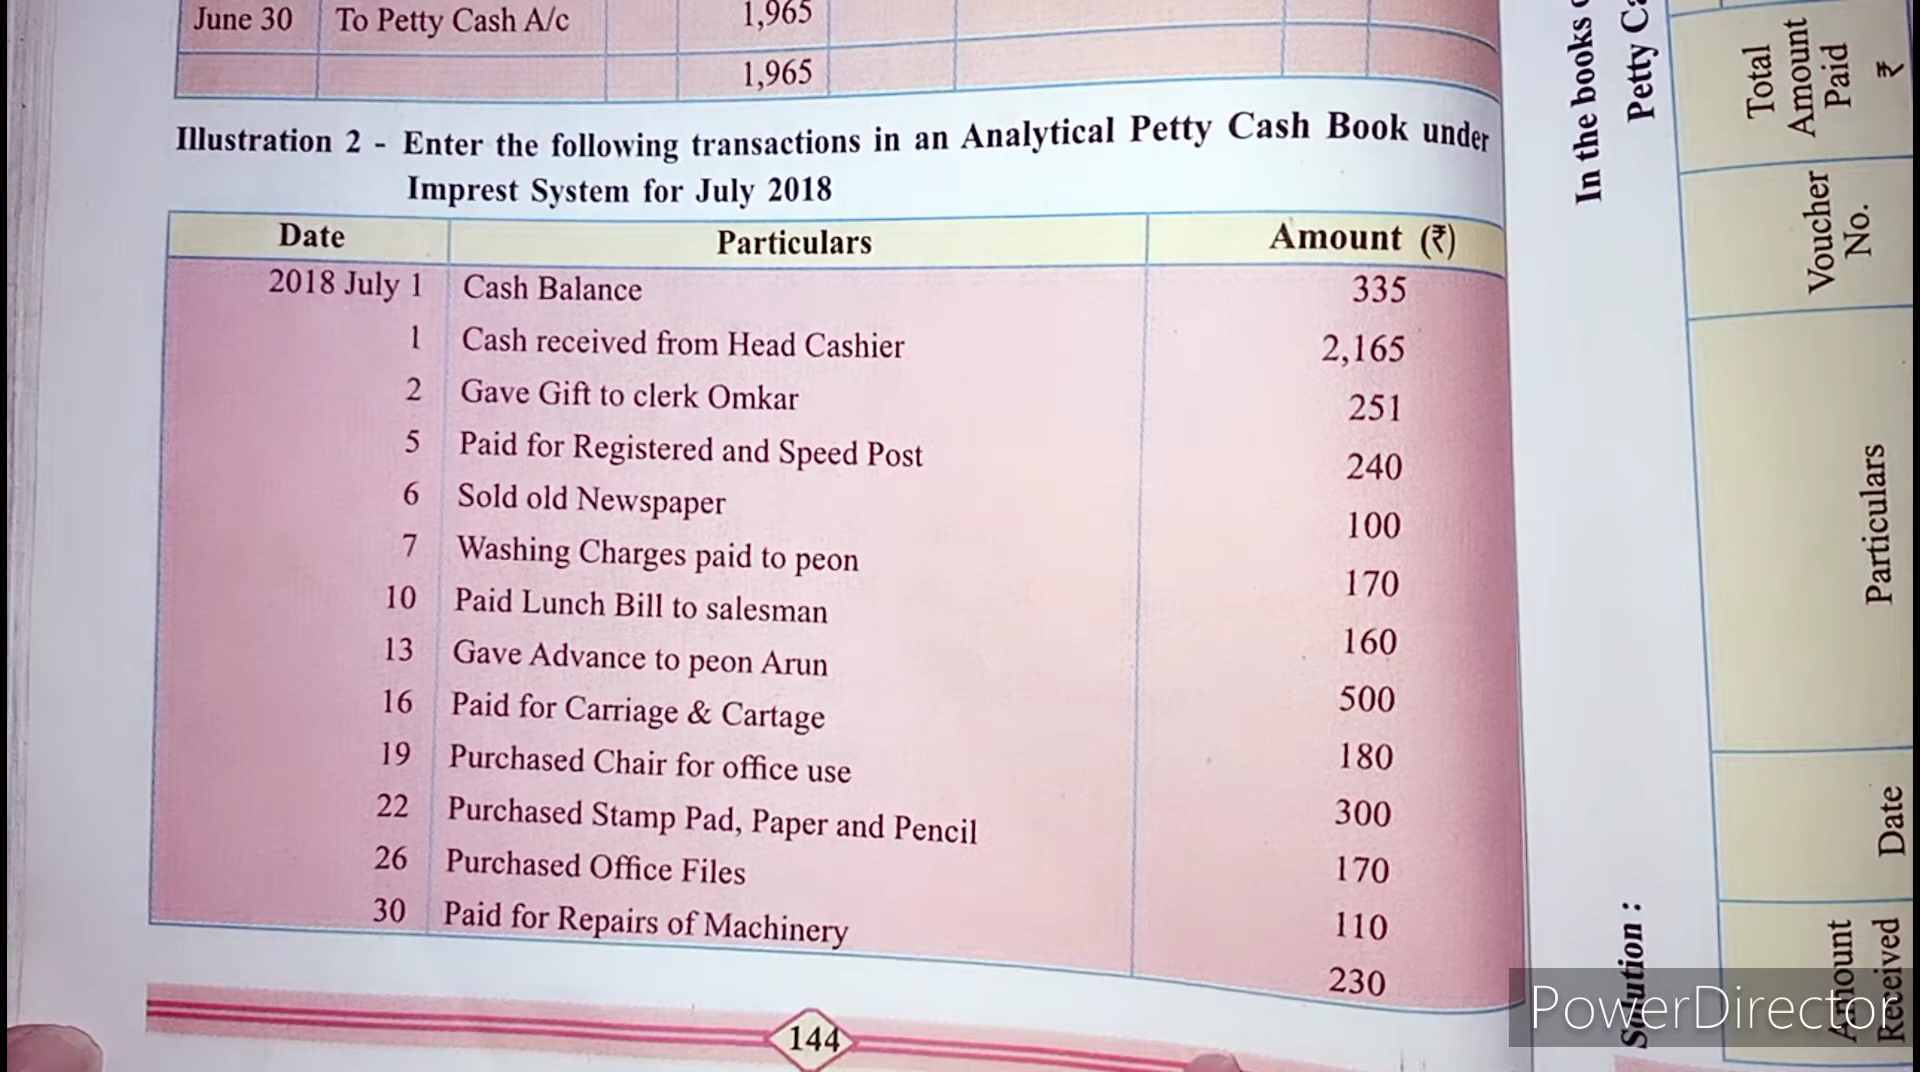 June 30 To Petty Cash A/c 1,965
1,965
Illustration 2 - Enter the following transactions in an Analytical Petty Cash Book under
Imprest System for July 2018
Date Particulars Amount (₹)
2018 July 1 Cash Balance 335
1 Cash received from Head Cashier 2,165
2 Gave Gift to clerk Omkar 251
5 Paid for Registered and Speed Post 240
6 Sold old Newspaper 100
7 Washing Charges paid to peon 170
10 Paid Lunch Bill to salesman 160
13 Gave Advance to peon Arun 500
16 Paid for Carriage & Cartage 180
19 Purchased Chair for office use 300
22 Purchased Stamp Pad, Paper and Pencil 170
26 Purchased Office Files 110
30 Paid for Repairs of Machinery 230
144
Solution :
In the books
Petty
Amount
Received
Date
Particulars
Voucher
No.
Total
Amount
Paid
₹
PowerDirector